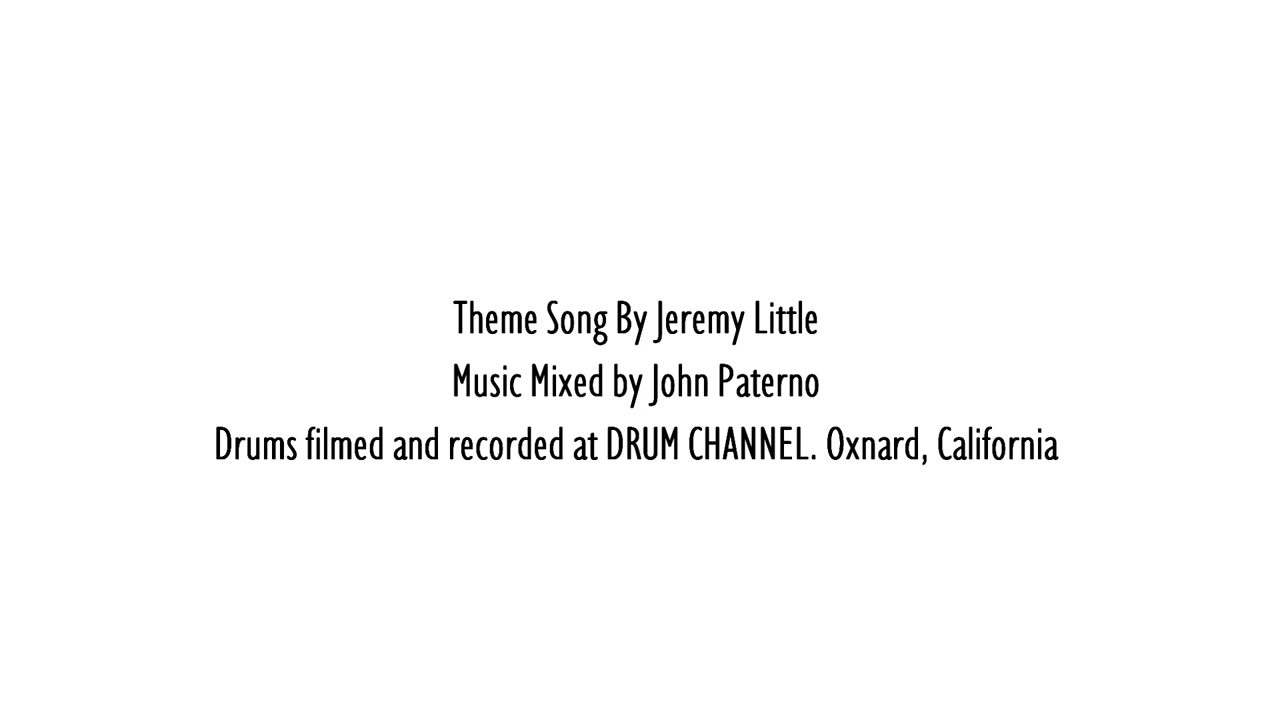 Theme Song By Jeremy Little
Music Mixed by John Paterno
Drums filmed and recorded at DRUM CHANNEL. Oxnard, California